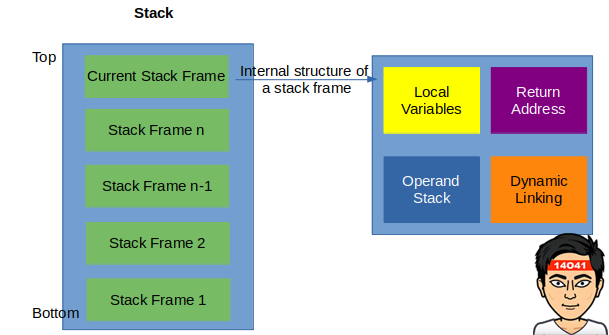 Stack
Top
Current Stack Frame
Internal structure of
a stack frame
Stack Frame n
Stack Frame n-1
Stack Frame 2
Stack Frame 1
Bottom
Local
Variables
Return
Address
Operand
Stack
Dynamic
Linking
14041